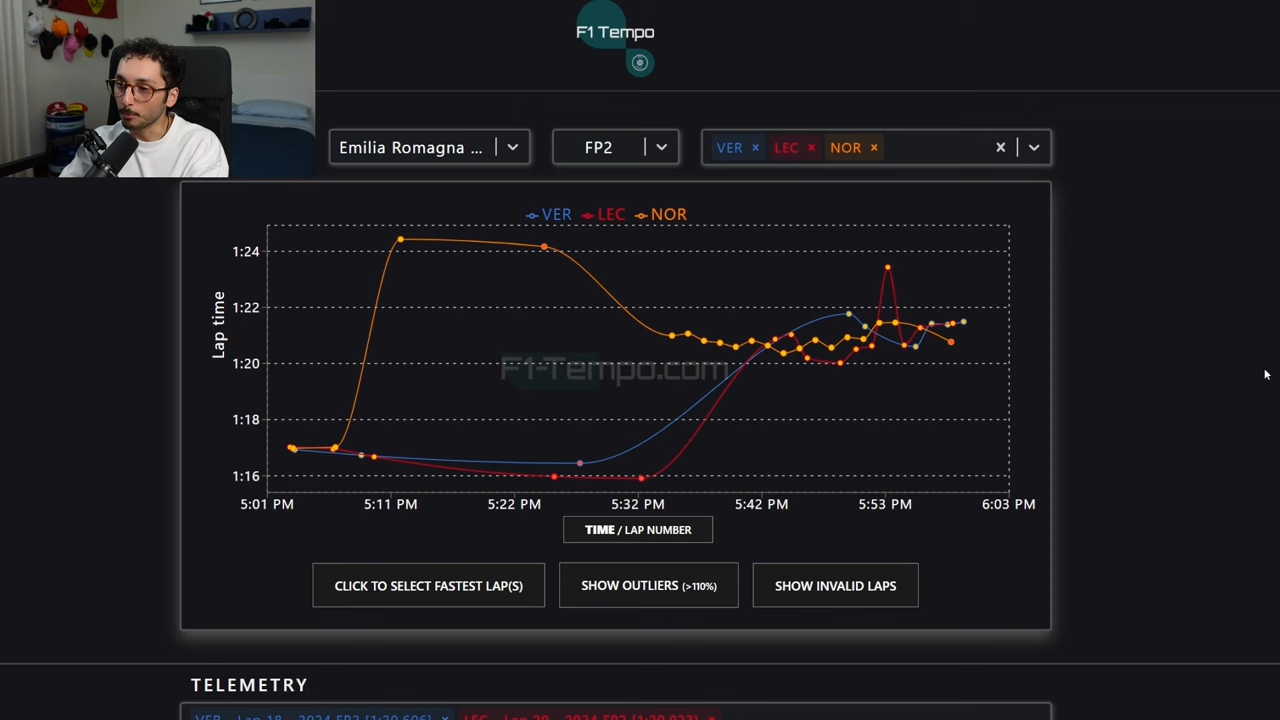 F1 Tempo
Emilia Romagna ...
FP2
VER × LEC × NOR ×
VER LEC NOR
Lap time
1:24
1:22
1:20
1:18
1:16
F1-Tempo.com
5:01 PM 5:11 PM 5:22 PM 5:32 PM 5:42 PM 5:53 PM 6:03 PM
TIME / LAP NUMBER
CLICK TO SELECT FASTEST LAP(S)
SHOW OUTLIERS (>110%)
SHOW INVALID LAPS
TELEMETRY